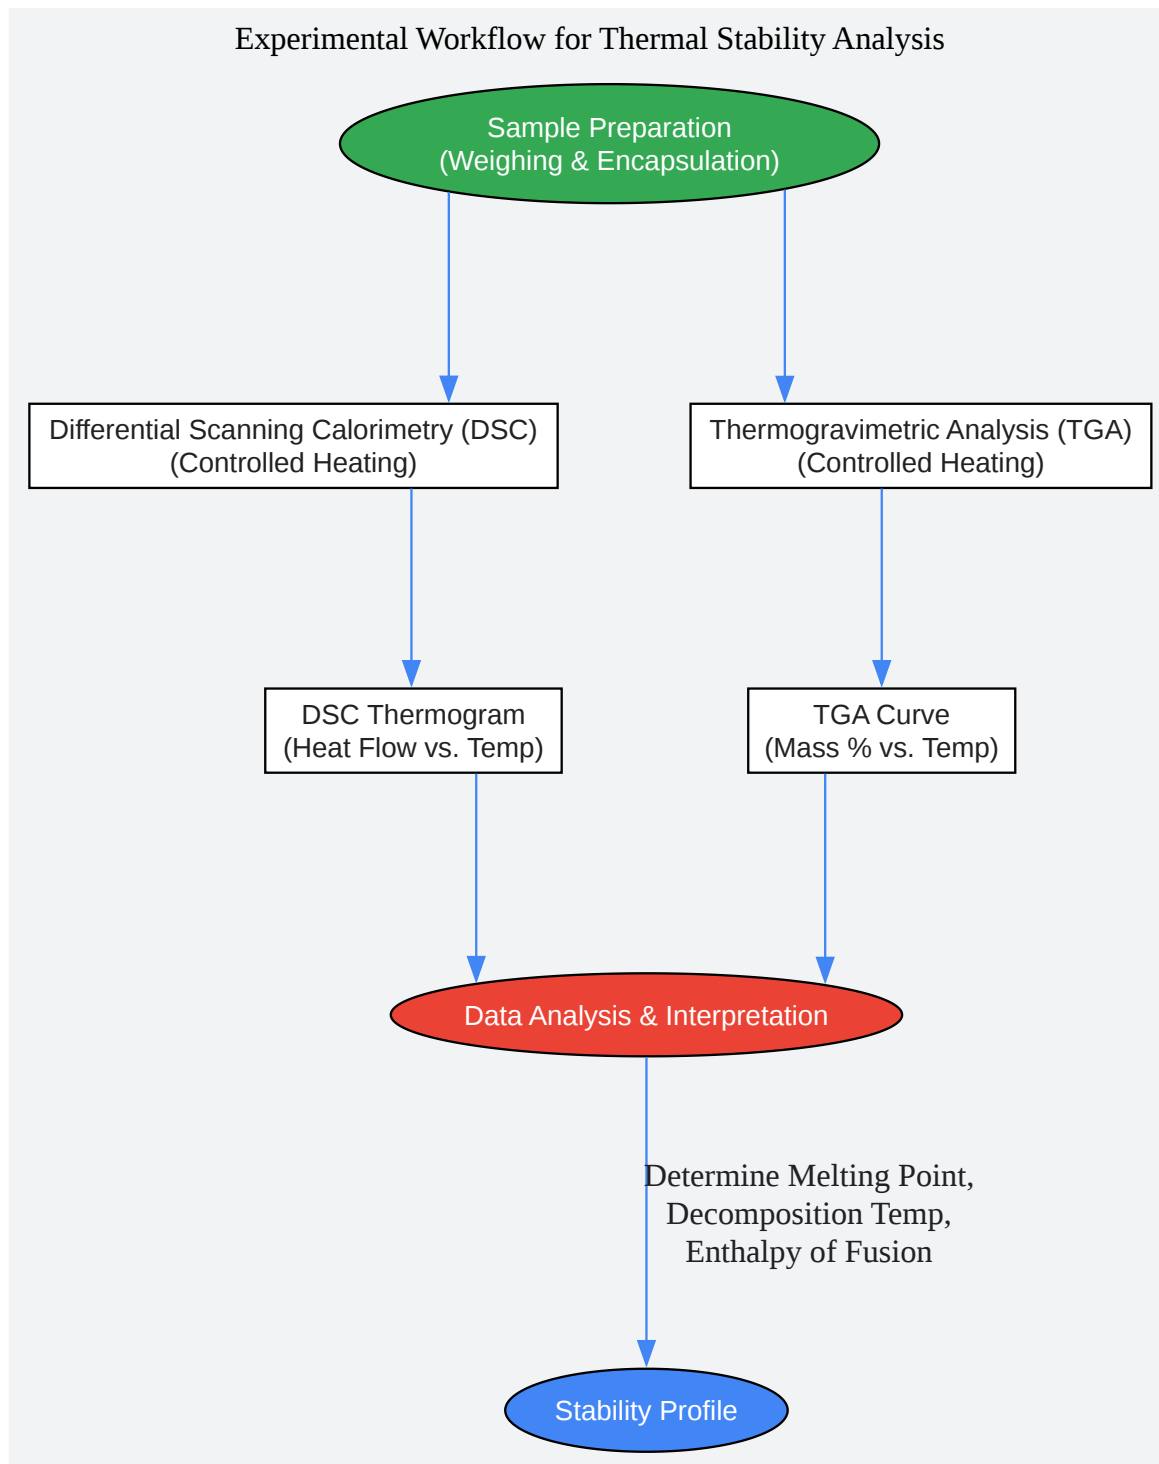 Experimental Workflow for Thermal Stability Analysis
Sample Preparation
(Weighing & Encapsulation)
Differential Scanning Calorimetry (DSC)
(Controlled Heating)
Thermogravimetric Analysis (TGA)
(Controlled Heating)
DSC Thermogram
(Heat Flow vs. Temp)
TGA Curve
(Mass % vs. Temp)
Data Analysis & Interpretation
Determine Melting Point,
Decomposition Temp,
Enthalpy of Fusion
Stability Profile